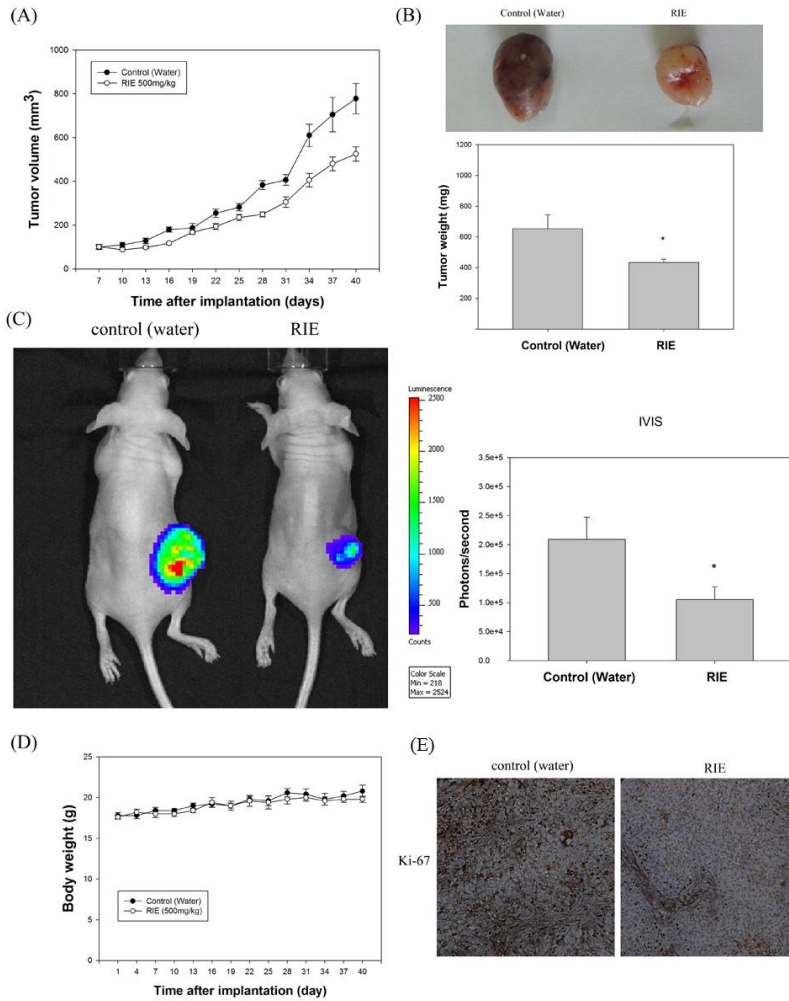 (A)
1000
800
600
400
200
0
Tumor volume (mm3)
Control (Water)
RIE 500mg/kg
7 10 13 16 19 22 25 28 31 34 37 40
Time after implantation (days)
(B)
Control (Water) RIE
1200
1000
800
600
400
200
Tumor weight (mg)
*
Control (Water) RIE
(C)
control (water) RIE
Luminescence
2500
2000
1500
1000
500
Counts
Color Scale
Min = 218
Max = 2524
IVIS
3.5e+5
3.0e+5
2.5e+5
2.0e+5
1.5e+5
1.0e+5
5.0e+4
0.0
Photons/second
*
Control (Water) RIE
(D)
25
20
15
10
5
0
Body weight (g)
Control (Water)
RIE (500mg/kg)
1 4 7 10 13 16 19 22 25 28 31 34 37 40
Time after implantation (day)
(E)
control (water) RIE
Ki-67